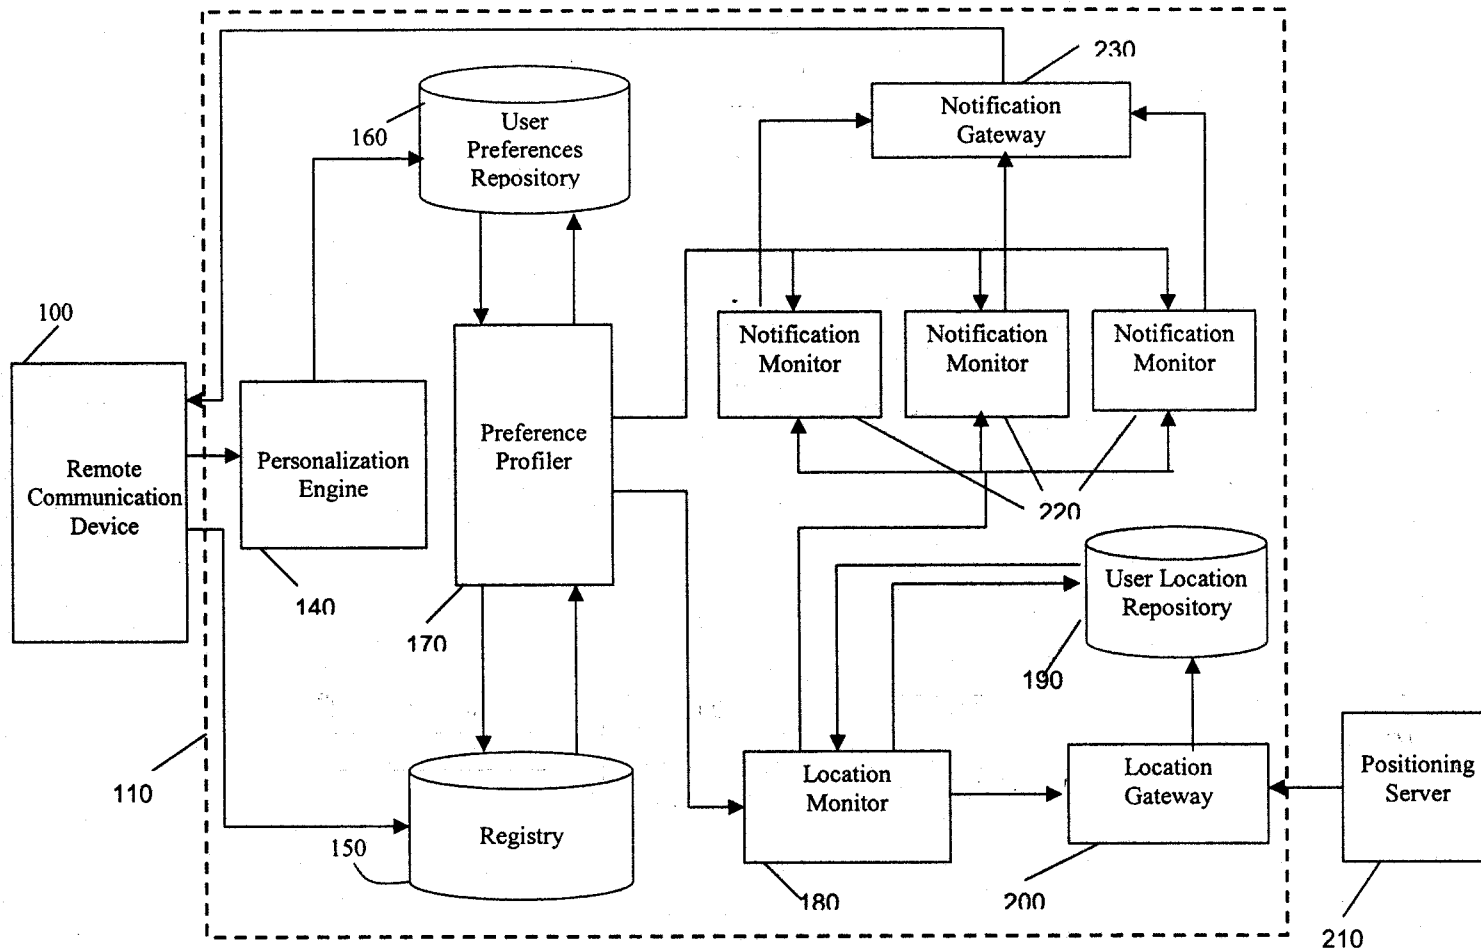 230
Notification
Gateway
160
User
Preferences
Repository
100
Notification
Monitor
Notification
Monitor
Notification
Monitor
Remote
Communication
Device
Personalization
Engine
Preference
Profiler
220
140
170
User Location
Repository
190
110
Location
Monitor
Location
Gateway
Positioning
Server
Registry
150
180
200
210